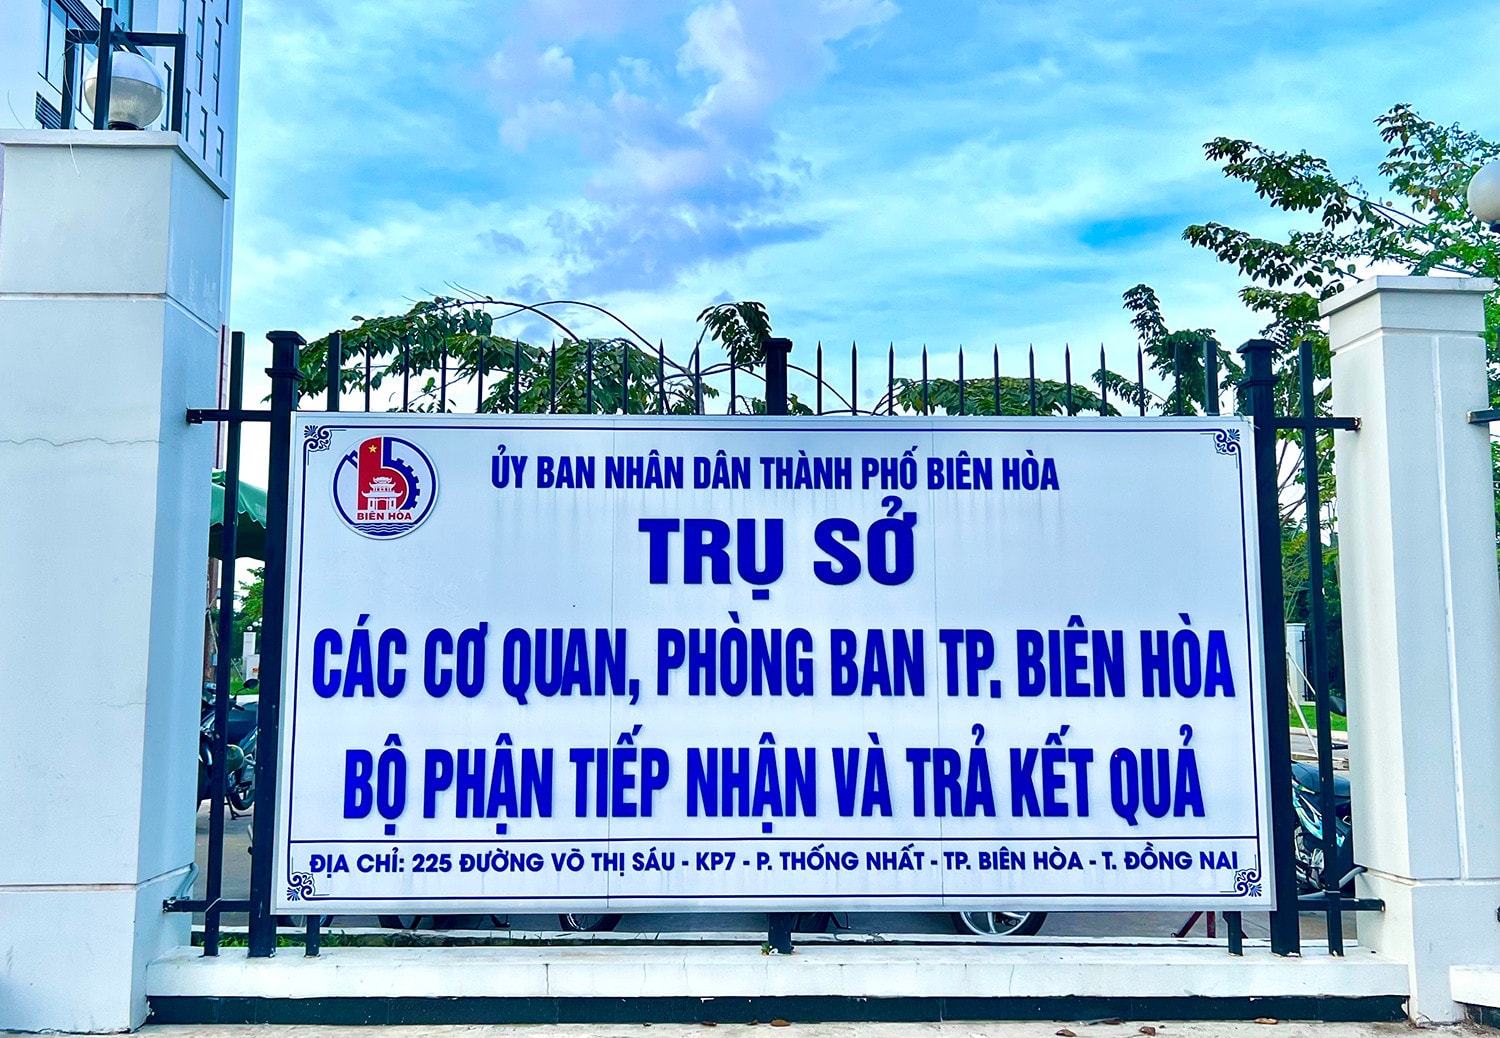 ỦY BAN NHÂN DÂN THÀNH PHỐ BIÊN HÒA
BIÊN HÒA
TRỤ SỞ
CÁC CƠ QUAN, PHÒNG BAN TP. BIÊN HÒA
BỘ PHẬN TIẾP NHẬN VÀ TRẢ KẾT QUẢ
ĐỊA CHỈ: 225 ĐƯỜNG VÕ THỊ SÁU - KP7 - P. THỐNG NHẤT - TP. BIÊN HÒA - T. ĐỒNG NAI